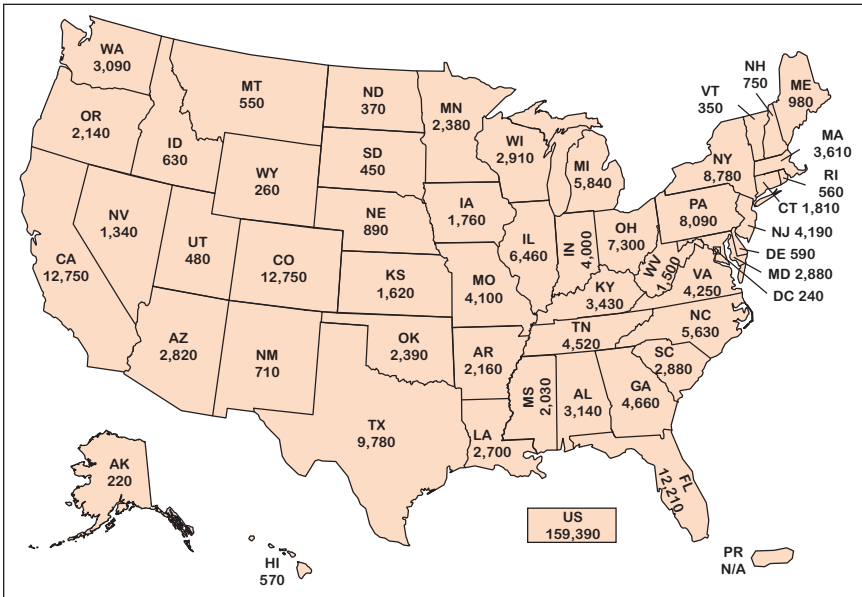 WA
3,090
MT
550
ND
370
MN
2,380
OR
2,140
ID
630
WY
260
SD
450
WI
2,910
MI
5,840
VT
350
NH
750
ME
980
NY
8,780
MA
3,610
RI
560
CT 1,810
NJ 4,190
DE 590
MD 2,880
DC 240
PA
8,090
NV
1,340
UT
480
CA
12,750
CO
12,750
NE
890
IA
1,760
KS
1,620
MO
4,100
IL
6,460
IN
4,000
OH
7,300
WV
1,500
VA
4,250
KY
3,430
NC
5,630
TN
4,520
SC
2,880
AZ
2,820
NM
710
OK
2,390
AR
2,160
MS
2,030
AL
3,140
GA
4,660
TX
9,780
LA
2,700
FL
12,210
AK
220
HI
570
US
159,390
PR
N/A